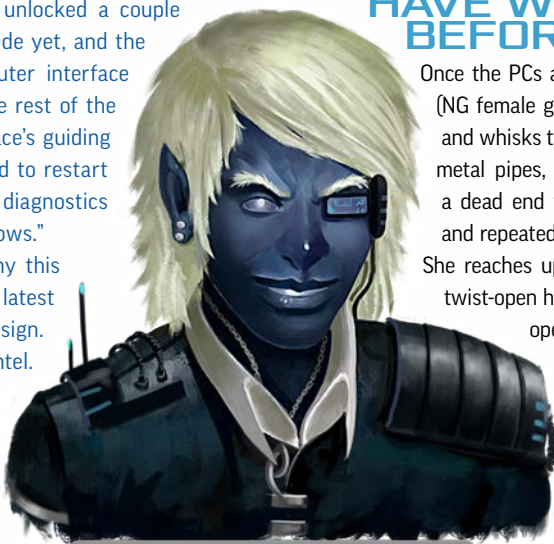 unlocked a couple
ide yet, and the
uter interface
e rest of the
ace's guiding
d to restart
diagnostics
ows.”
ny this
latest
sign.
ntel.
HAVE W
BEFOR
Once the PCs a
(NG female g
and whisks t
metal pipes,
a dead end
and repeated
She reaches up
twist-open h
ope